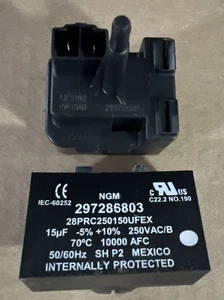 NGM
IEC-60252
C22.2 NO.190
297286803
28PRC250150UFEX
15µF -5% +10% 250VAC/B
70ºC 10000 AFC
50/60Hz SH P2 MEXICO
INTERNALLY PROTECTED